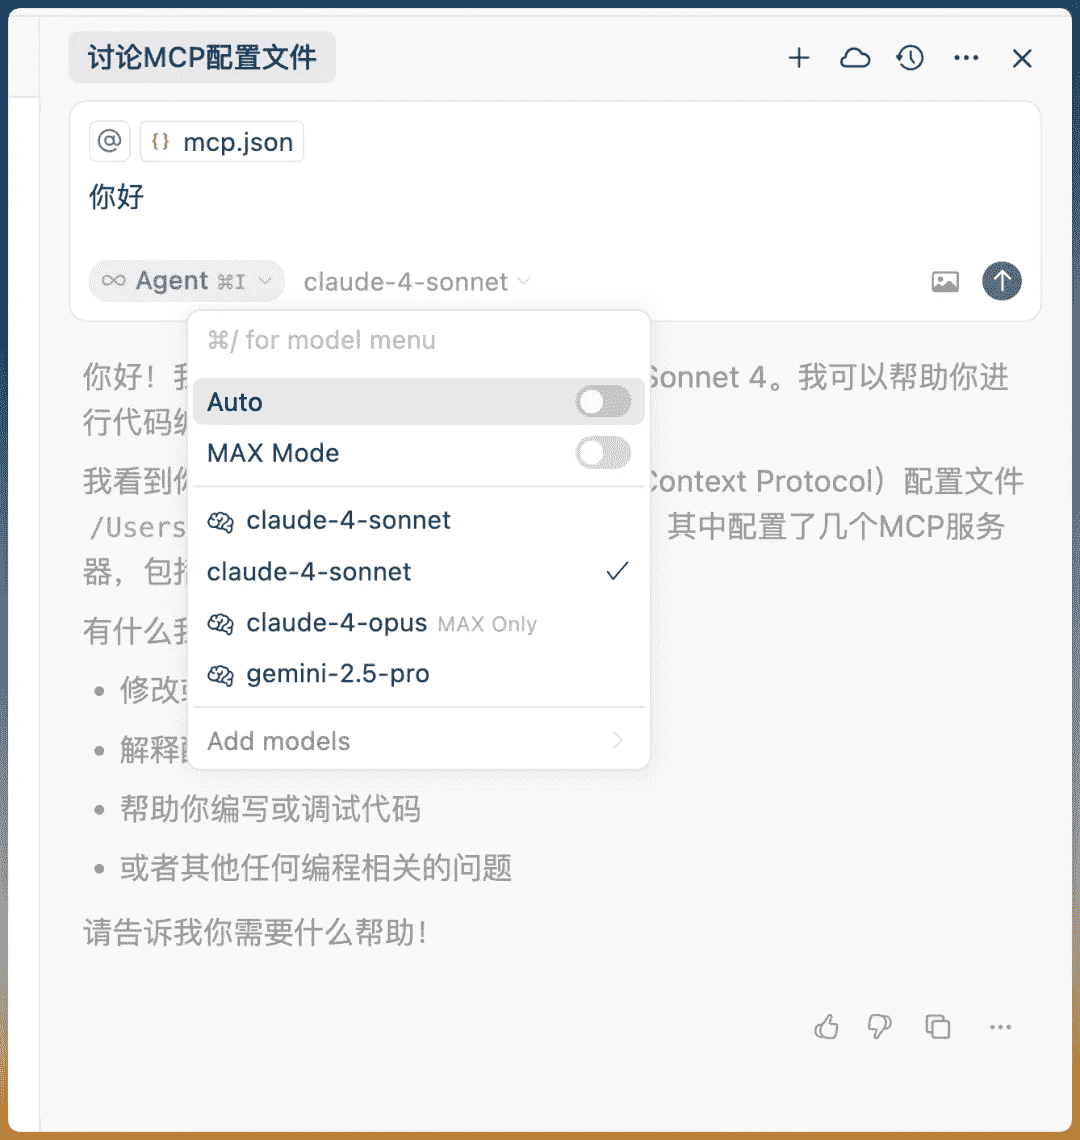 讨论MCP配置文件
@ {} mcp.json
你好
Agent ⌘I claude-4-sonnet
⌘/ for model menu
Auto
MAX Mode
claude-4-sonnet
claude-4-sonnet
claude-4-opus MAX Only
gemini-2.5-pro
Add models
你好！ Sonnet 4。我可以帮助你进
行代码
我看到 Context Protocol）配置文件
/Users 其中配置了几个MCP服务
器，包
有什么
修改
解释
帮助你编写或调试代码
或者其他任何编程相关的问题
请告诉我你需要什么帮助！